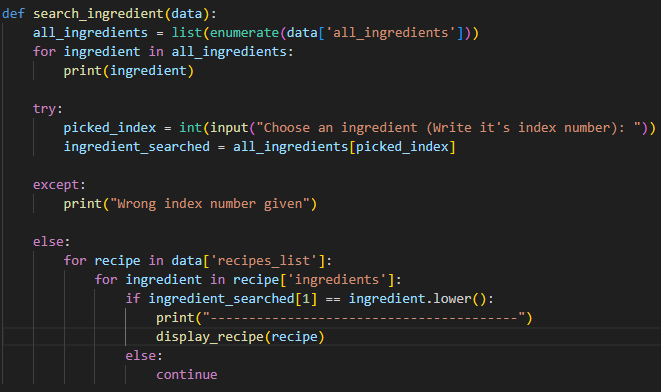 def search_ingredient(data):
    all_ingredients = list(enumerate(data['all_ingredients']))
    for ingredient in all_ingredients:
        print(ingredient)

    try:
        picked_index = int(input("Choose an ingredient (Write it's index number): "))
        ingredient_searched = all_ingredients[picked_index]

    except:
        print("Wrong index number given")

    else:
        for recipe in data['recipes_list']:
            for ingredient in recipe['ingredients']:
                if ingredient_searched[1] == ingredient.lower():
                    print("----------------------------------------")
                    display_recipe(recipe)
                else:
                    continue